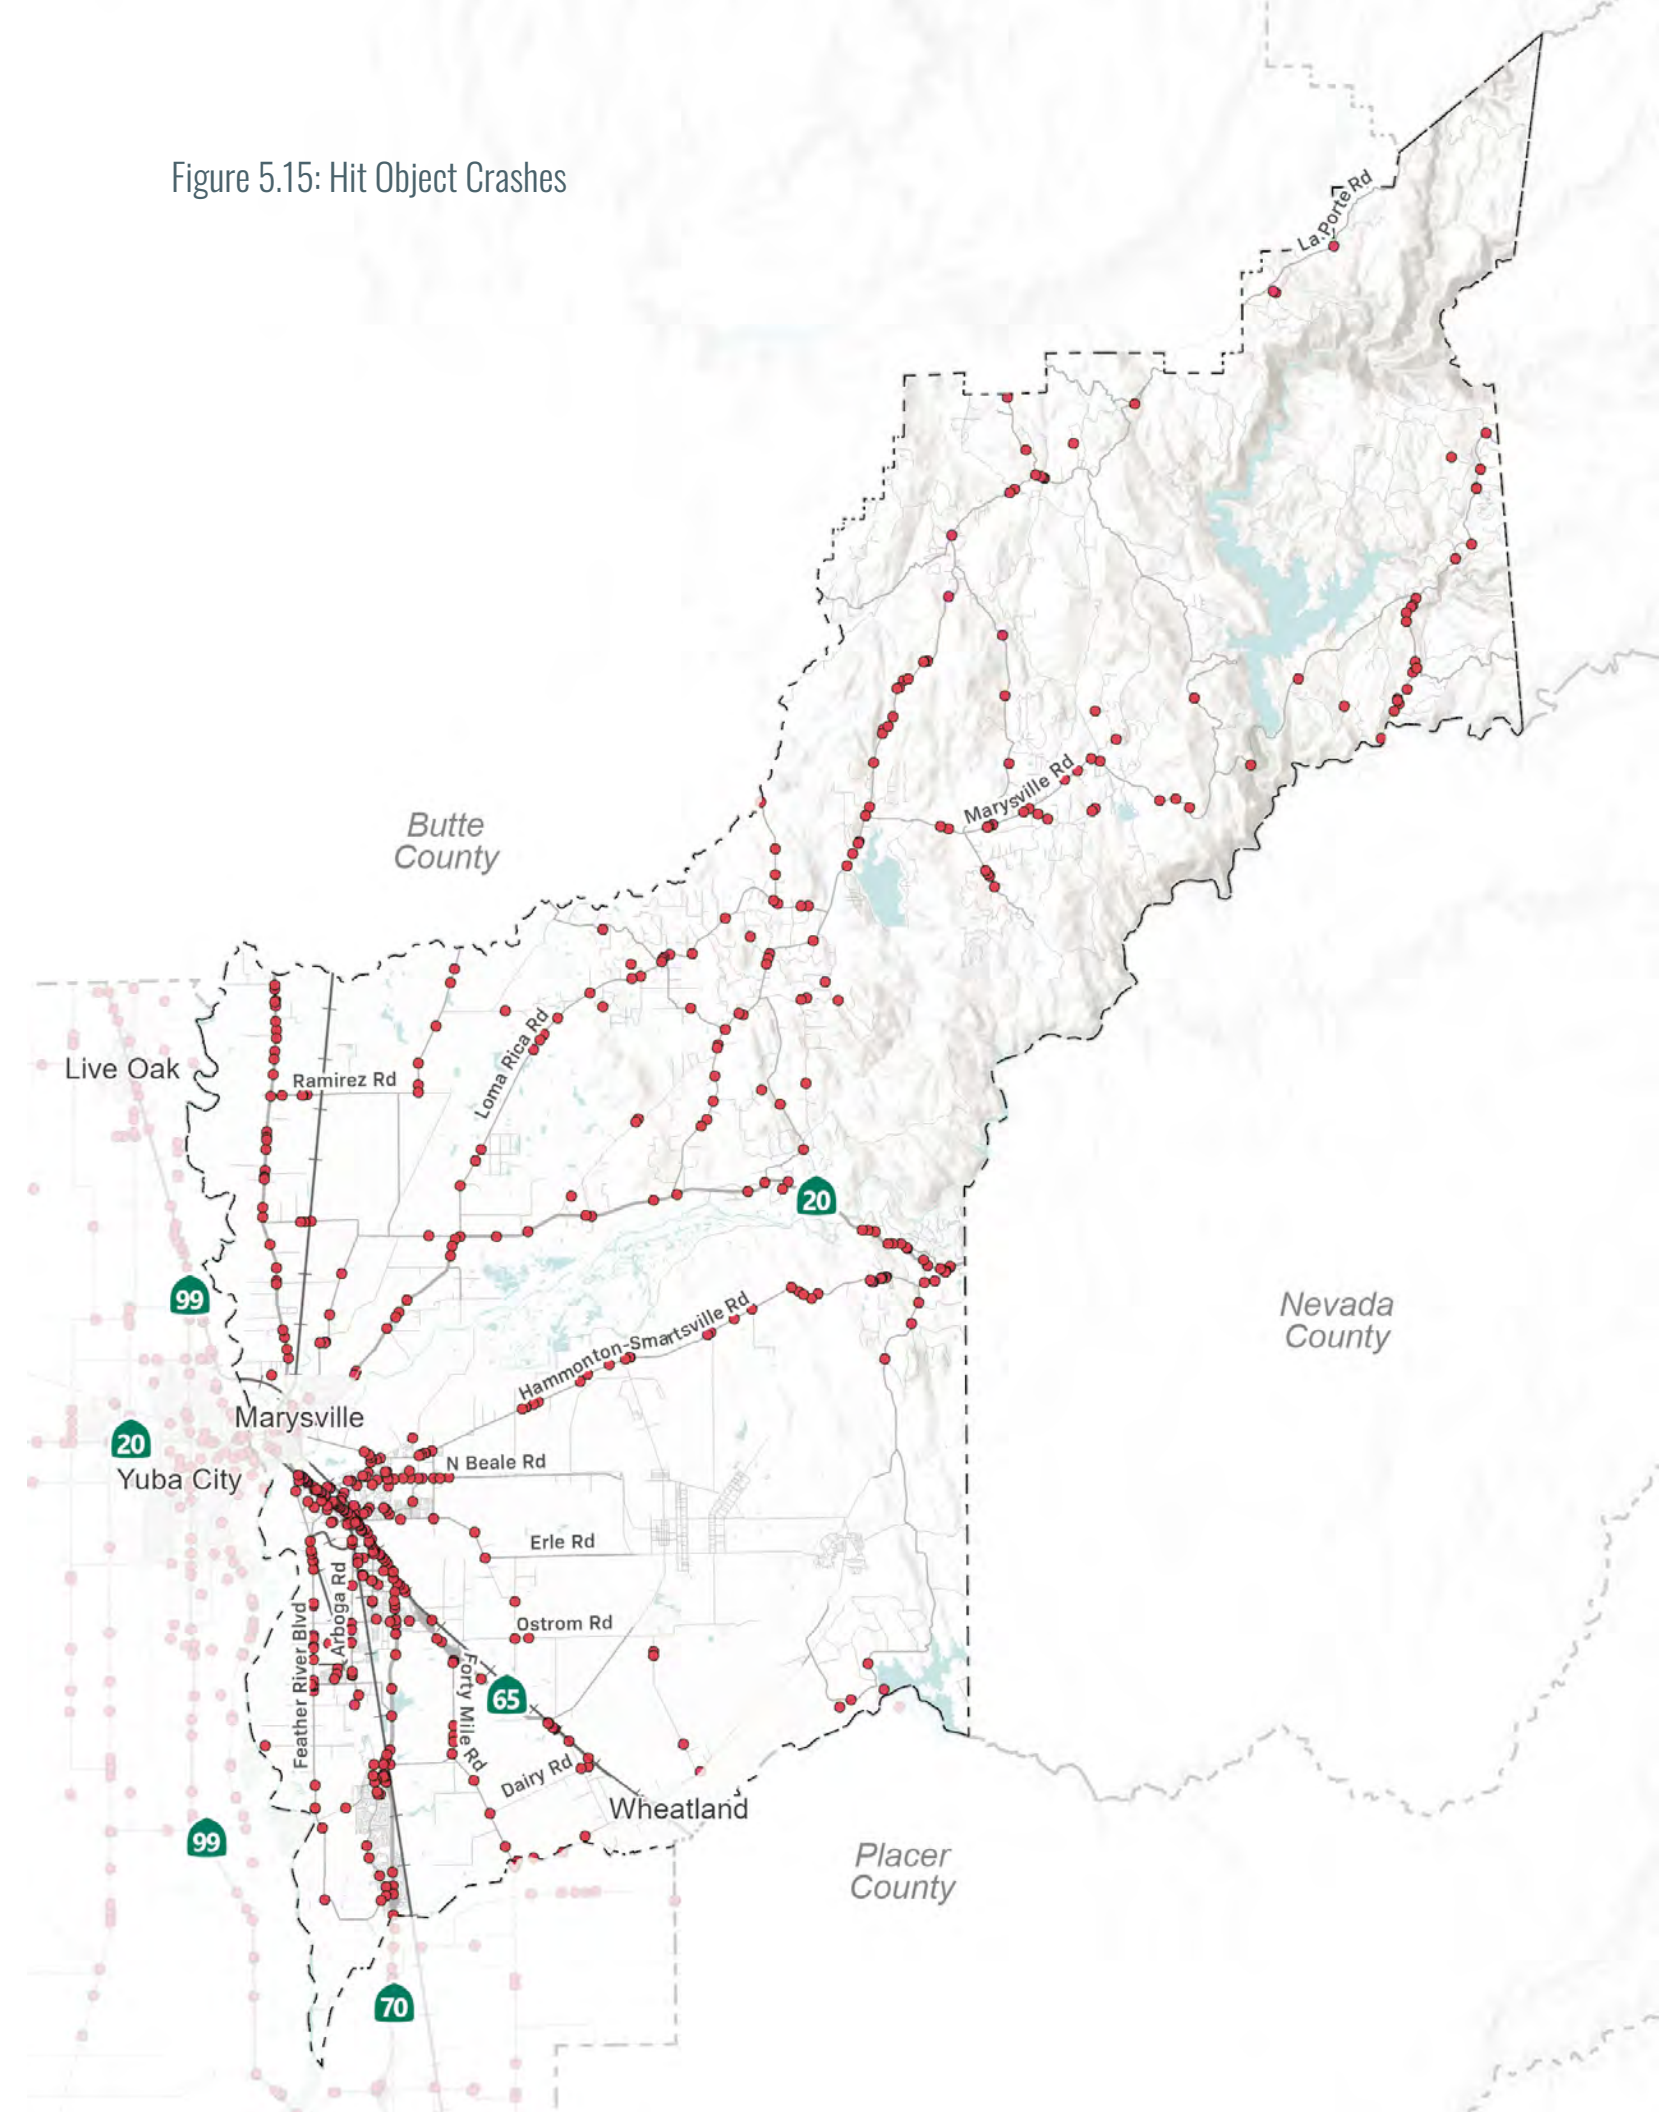 Figure 5.15: Hit Object Crashes
La Porte Rd
Marysville Rd
Butte
County
Live Oak
Ramirez Rd
Loma Rica Rd
20
99
Hammonton-Smartsville Rd
Nevada
County
Marysville
20
Yuba City
N Beale Rd
Erle Rd
Arboga Rd
Feather River Blvd
Ostrom Rd
Forty Mile Rd
65
Dairy Rd
Wheatland
99
Placer
County
70